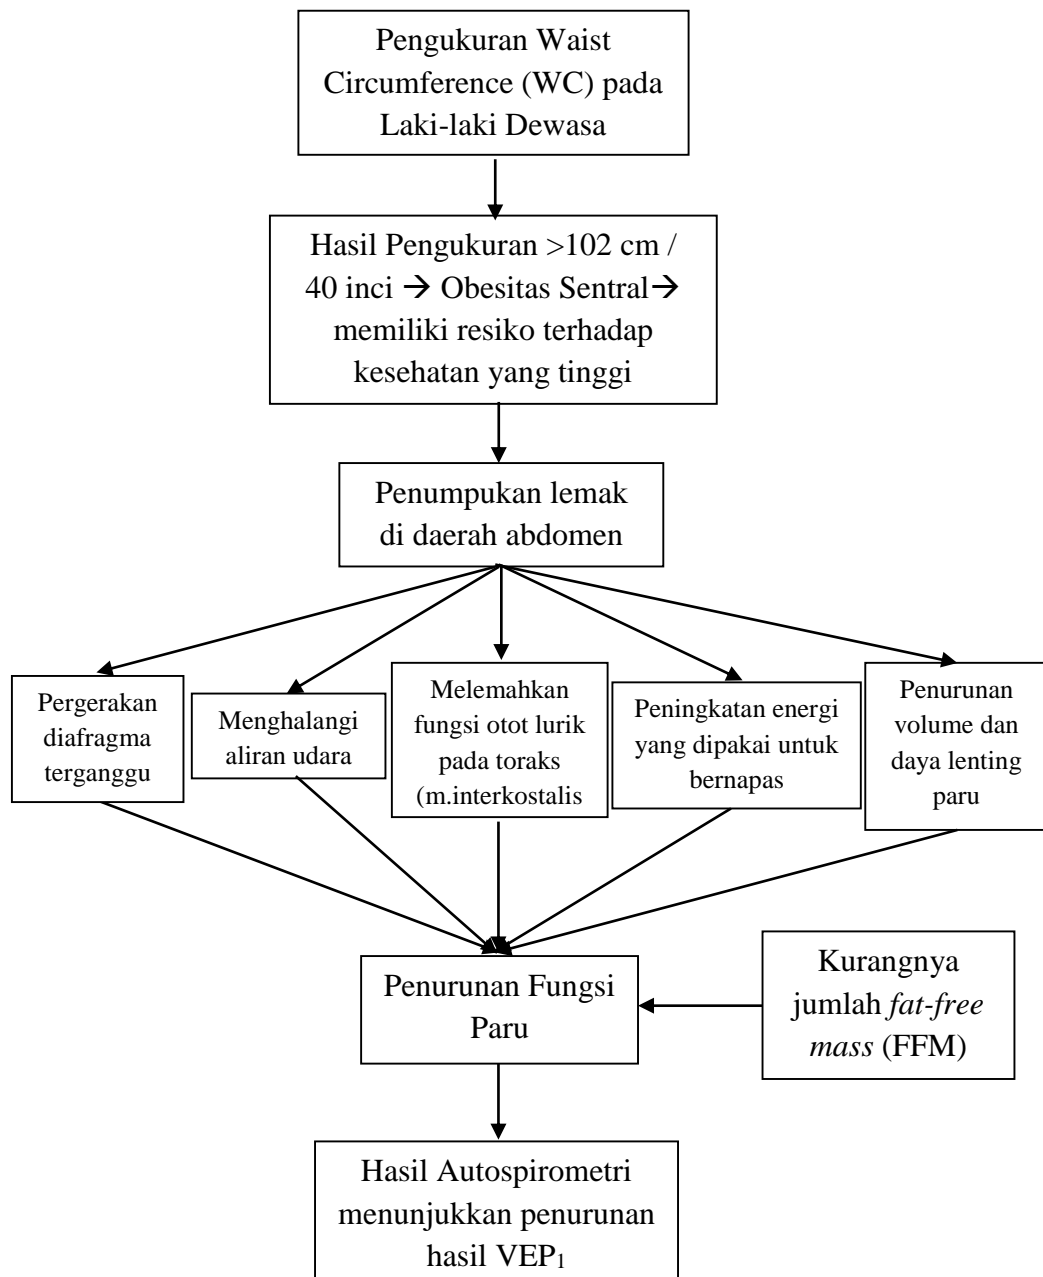 Pengukuran Waist
Circumference (WC) pada
Laki-laki Dewasa
Hasil Pengukuran >102 cm /
40 inci → Obesitas Sentral→
memiliki resiko terhadap
kesehatan yang tinggi
Penumpukan lemak
di daerah abdomen
Pergerakan
diafragma
terganggu
Menghalangi
aliran udara
Melemahkan
fungsi otot lurik
pada toraks
(m.interkostalis
Peningkatan energi
yang dipakai untuk
bernapas
Penurunan
volume dan
daya lenting
paru
Penurunan Fungsi
Paru
Kurangnya
jumlah fat-free
mass (FFM)
Hasil Autospirometri
menunjukkan penurunan
hasil VEP₁